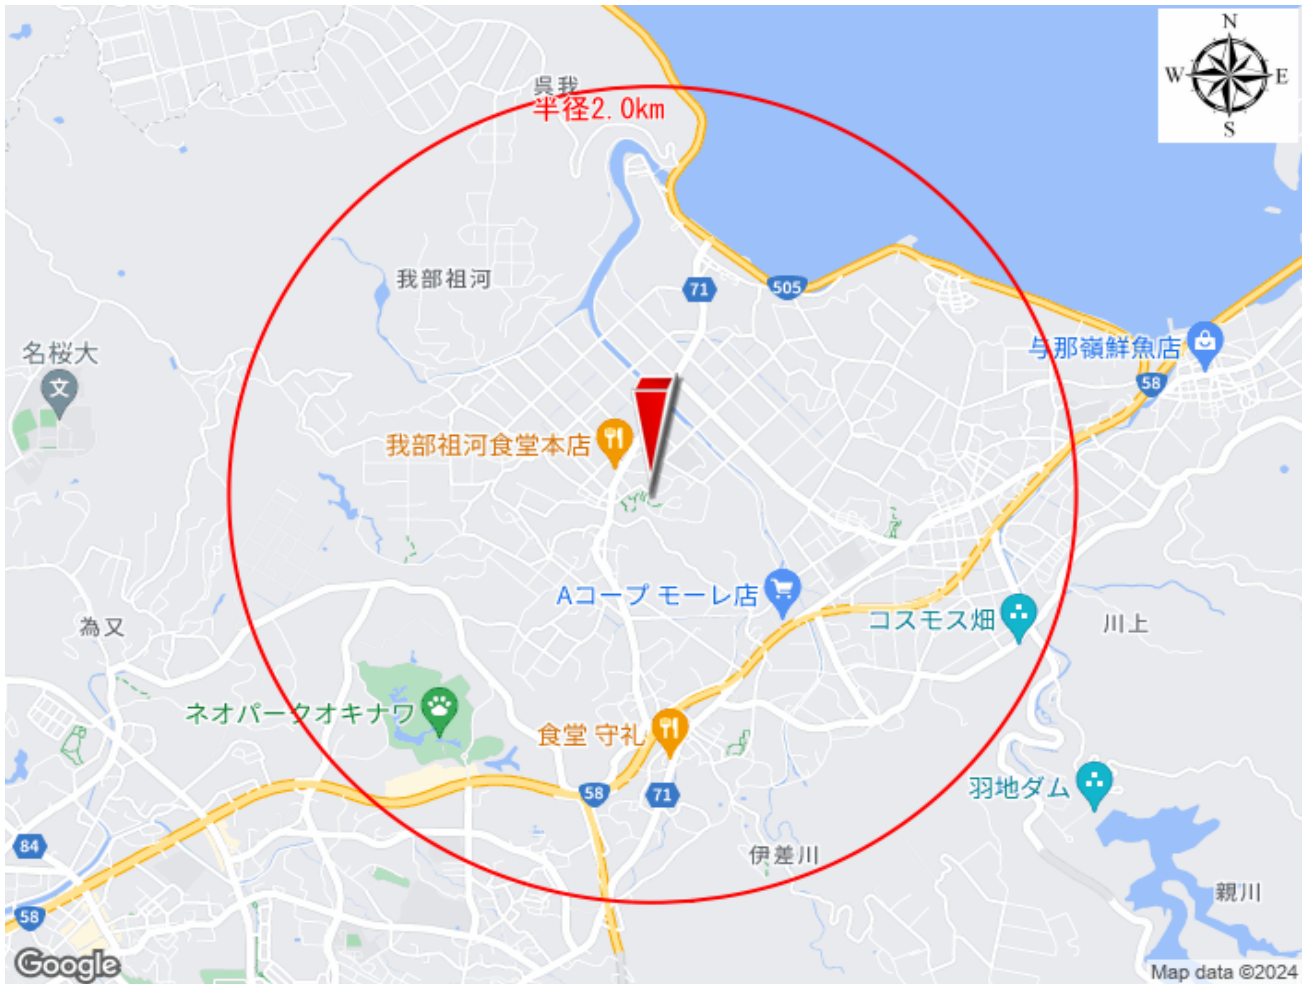 N
W E
S
呉我
半径2.0km
我部祖河
71
505
名桜大
文
与那嶺鮮魚店
58
我部祖河食堂本店
Aコープ モーレ店
コスモス畑
川上
為又
ネオパークオキナワ
食堂 守礼
58
71
羽地ダム
84
伊差川
親川
58
Google
Map data ©2024